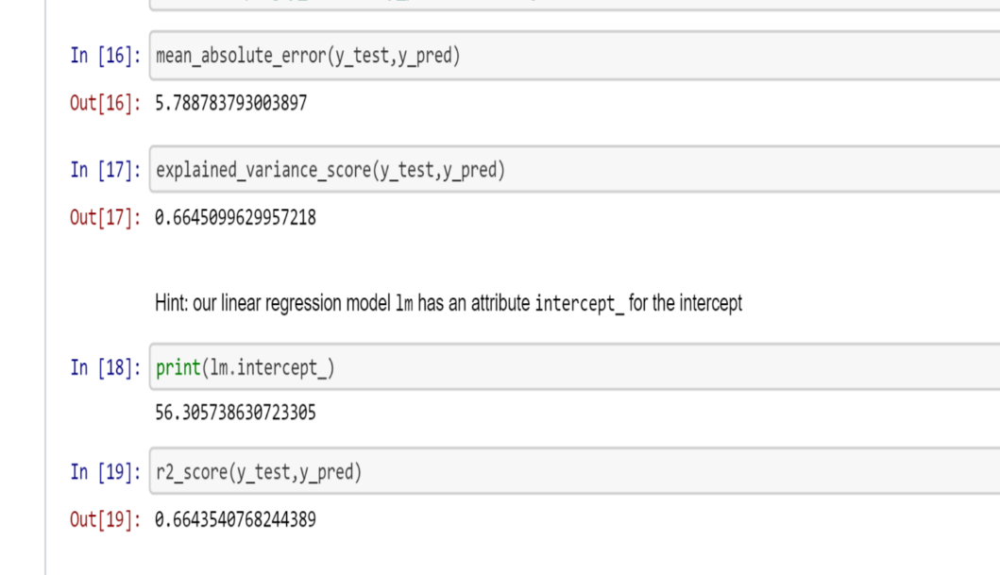 In [16]: mean_absolute_error(y_test,y_pred)
Out[16]: 5.788783793003897
In [17]: explained_variance_score(y_test,y_pred)
Out[17]: 0.6645099629957218
Hint: our linear regression model lm has an attribute intercept_ for the intercept
In [18]: print(lm.intercept_)
56.305738630723305
In [19]: r2_score(y_test,y_pred)
Out[19]: 0.6643540768244389